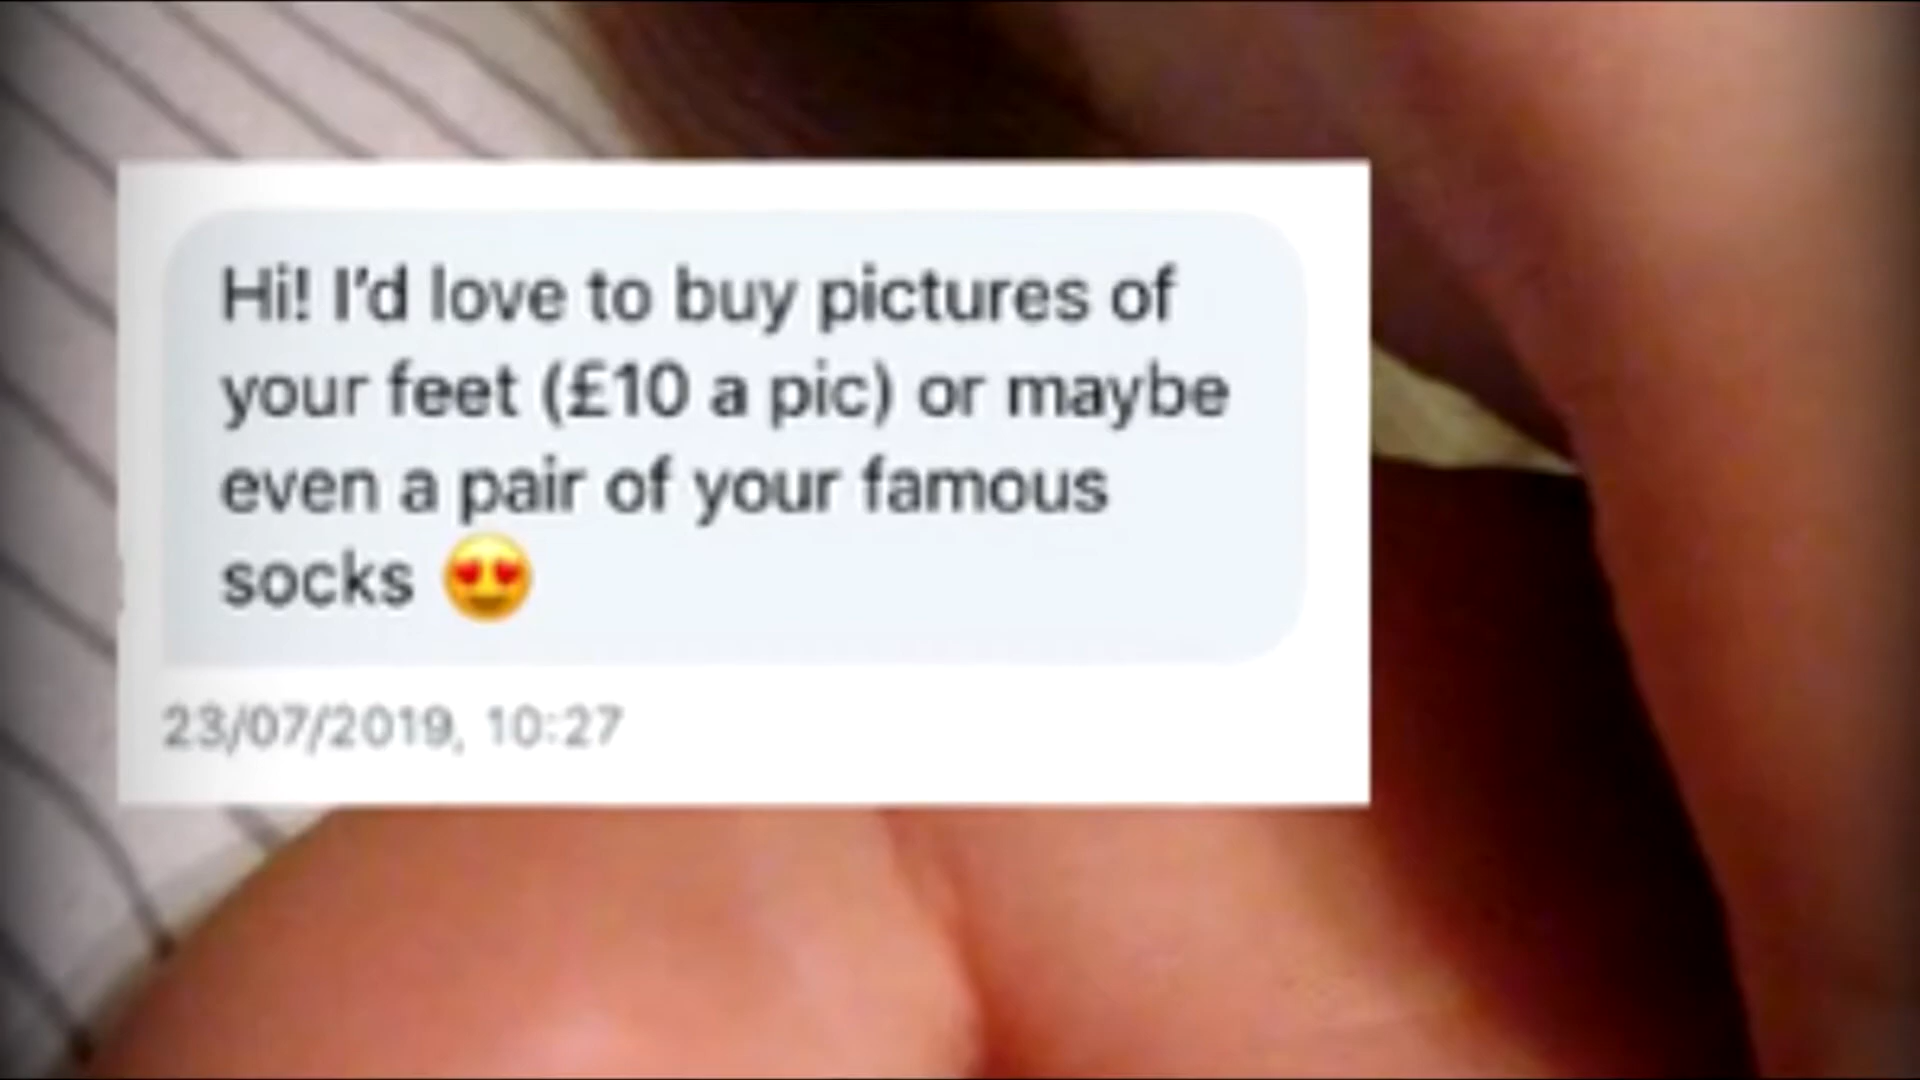 Hi! I'd love to buy pictures of
your feet (£10 a pic) or maybe
even a pair of your famous
socks 😍
23/07/2019, 10:27